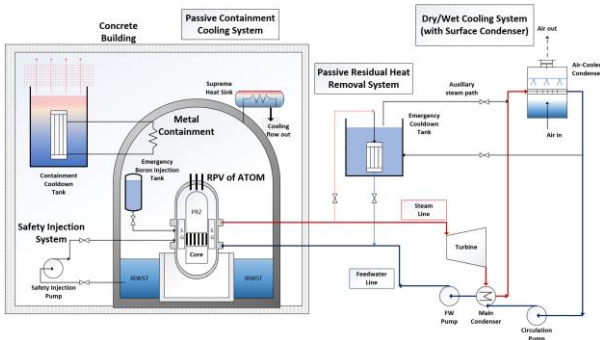 Concrete
Building
Passive Containment
Cooling System
Dry/Wet Cooling System
(with Surface Condenser)
Air out
Air-Cooled
Condenser
Air in
Supreme
Heat Sink
Cooling
flow out
Passive Residual Heat
Removal System
Auxiliary
steam path
Emergency
Cooldown
Tank
Metal
Containment
Containment
Cooldown
Tank
Emergency
Boron Injection
Tank
RPV of ATOM
PRZ
S
G
S
G
Core
Safety Injection
System
Safety Injection
Pump
IRWST
IRWST
Steam
Line
Turbine
Feedwater
Line
FW
Pump
Main
Condenser
Circulation
Pump